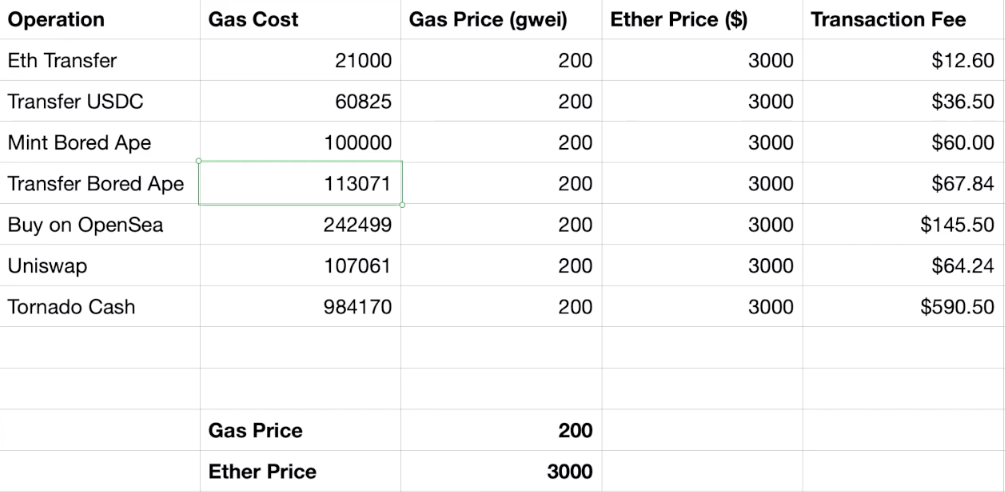 Operation Gas Cost Gas Price (gwei) Ether Price ($) Transaction Fee
Eth Transfer 21000 200 3000 $12.60
Transfer USDC 60825 200 3000 $36.50
Mint Bored Ape 100000 200 3000 $60.00
Transfer Bored Ape 113071 200 3000 $67.84
Buy on OpenSea 242499 200 3000 $145.50
Uniswap 107061 200 3000 $64.24
Tornado Cash 984170 200 3000 $590.50
Gas Price 200
Ether Price 3000